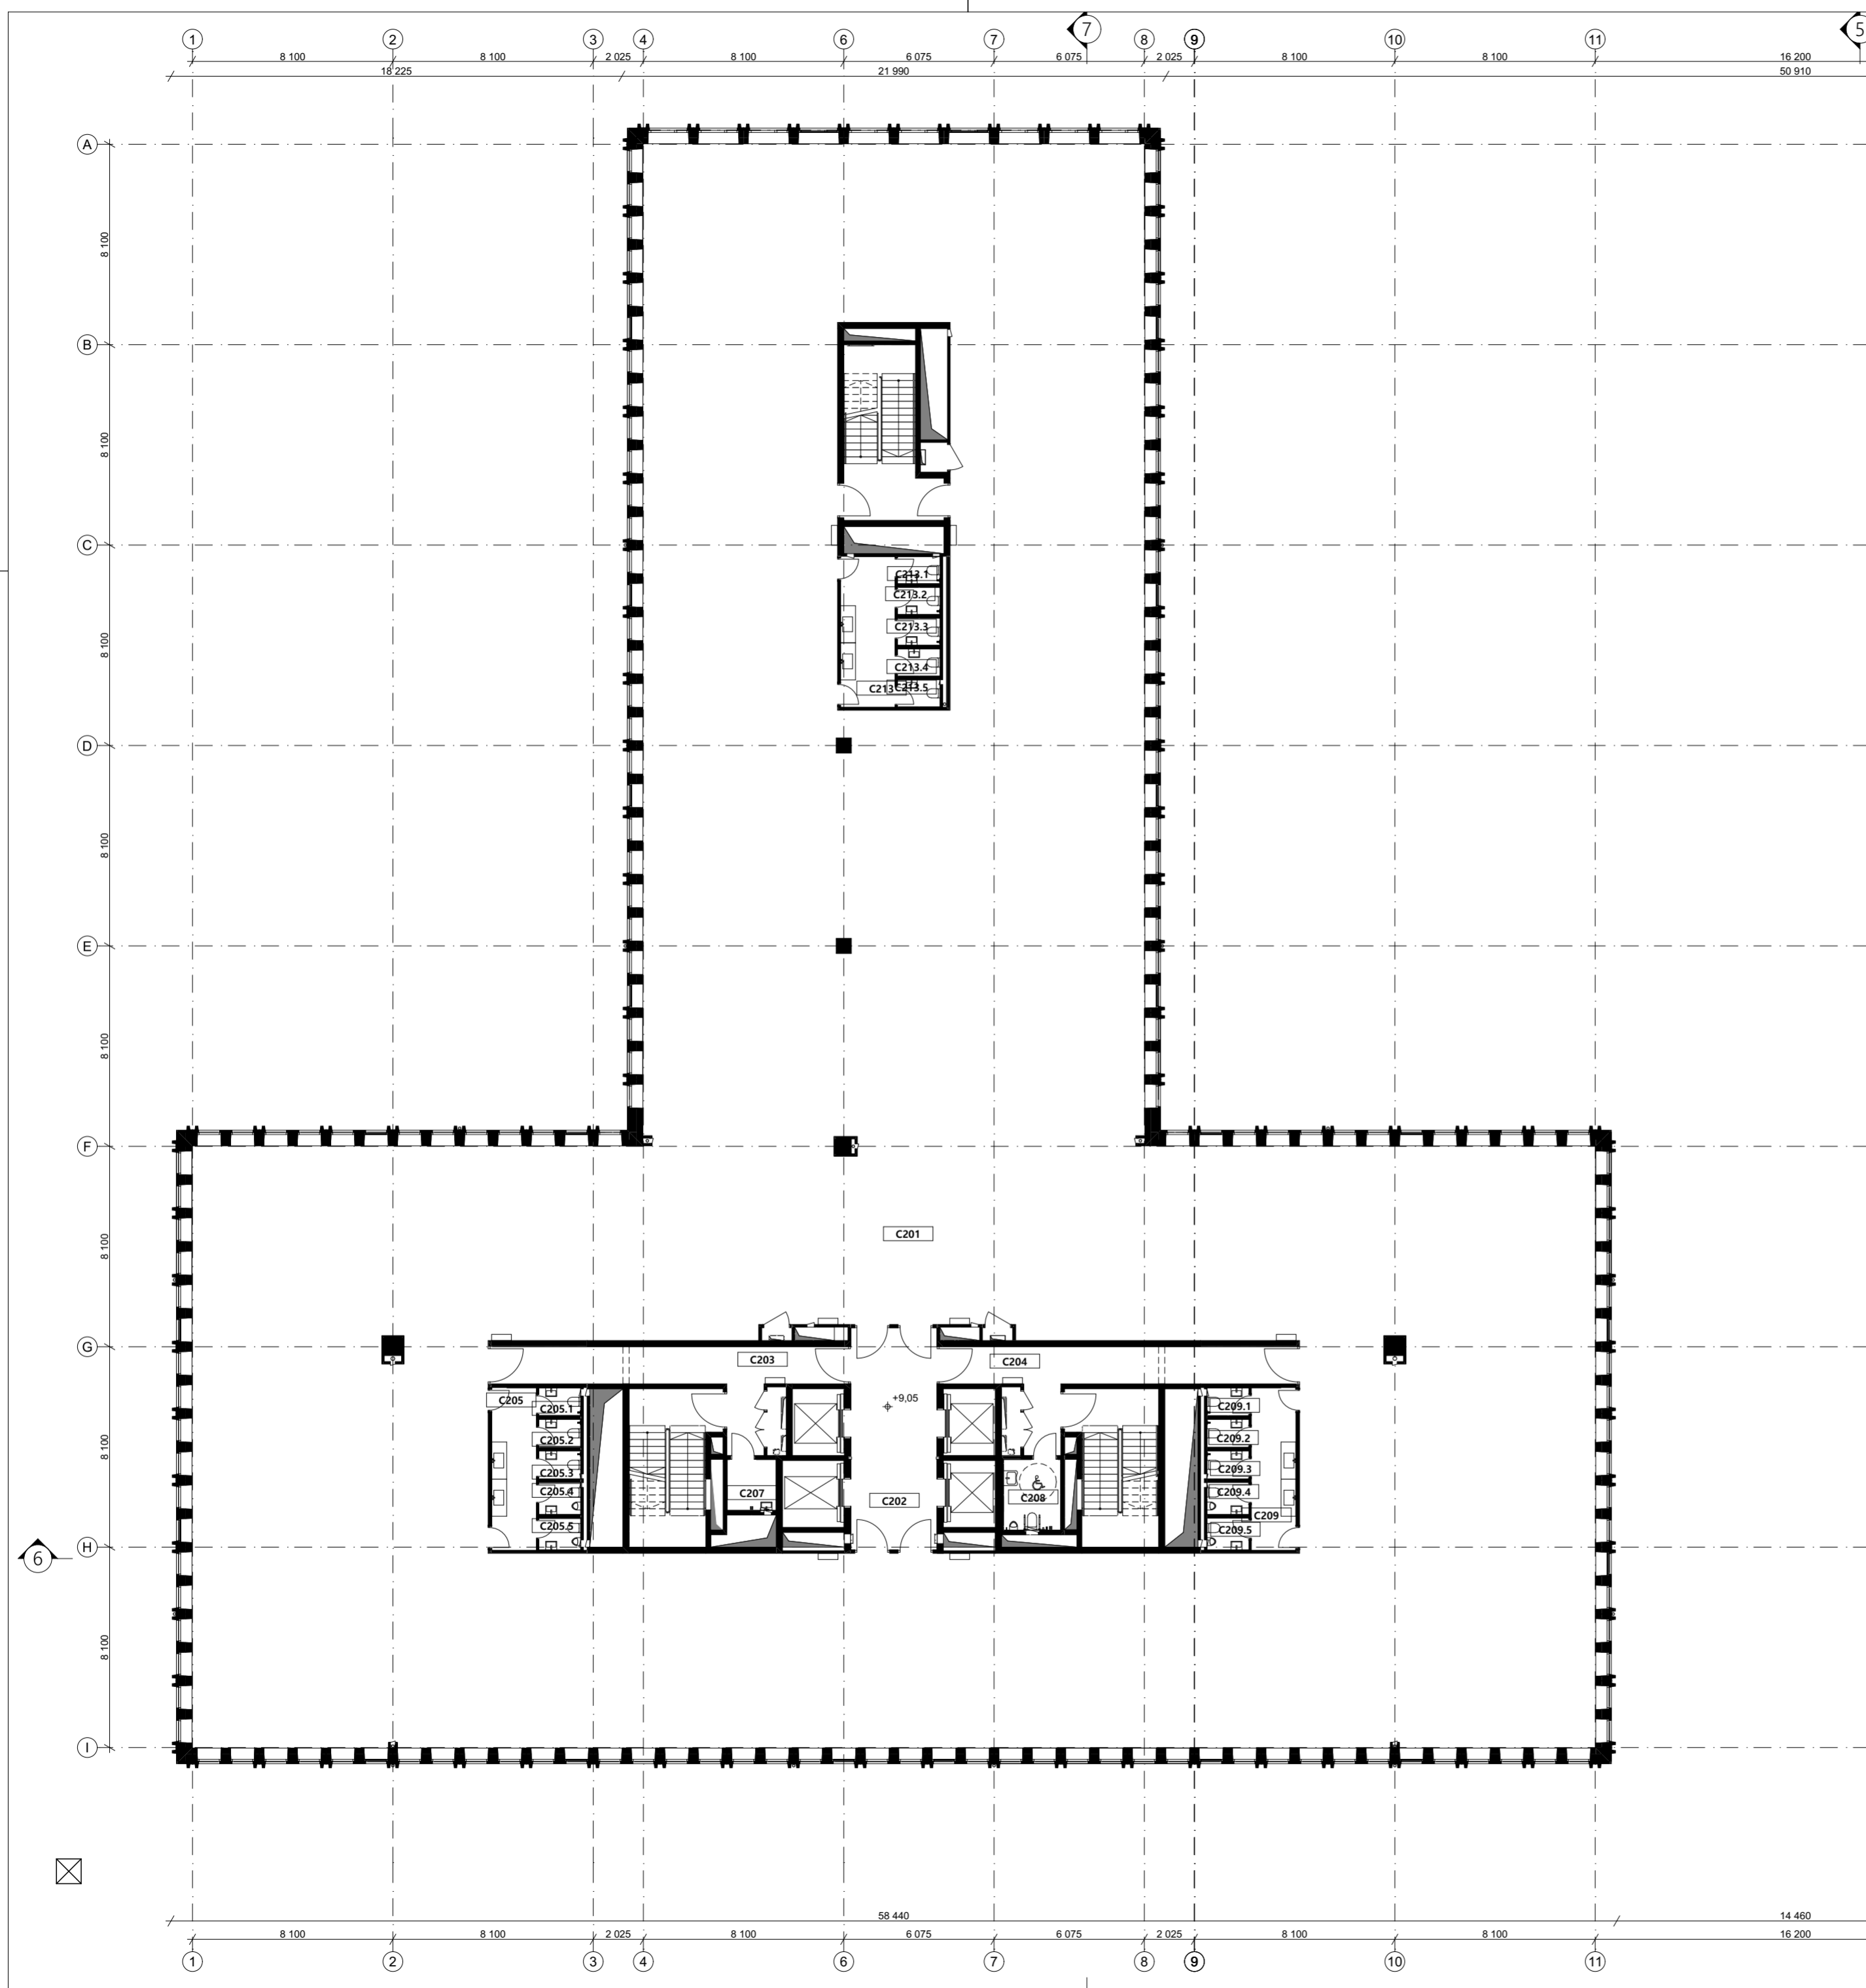 7
5
1 2 3 4 6 7 8 9 10 11
8 100 8 100 2 025 8 100 6 075 6 075 2 025 8 100 8 100 16 200
18 225 21 990 50 910
A
8 100
B
8 100
C
C213.1
C213.2
C213.3
8 100
C213.4
C213 C213.5
D
8 100
E
8 100
F
C201
8 100
G
C203 C204
+9,05
C205 C205.1 C209.1
C205.2 C209.2
8 100
C205.3 C209.3
C205.4 C207 C202 C208 C209.4
C209
C205.5 C209.5
H
6
8 100
I
58 440 14 460
8 100 8 100 2 025 8 100 6 075 6 075 2 025 8 100 8 100 16 200
1 2 3 4 6 7 8 9 10 11